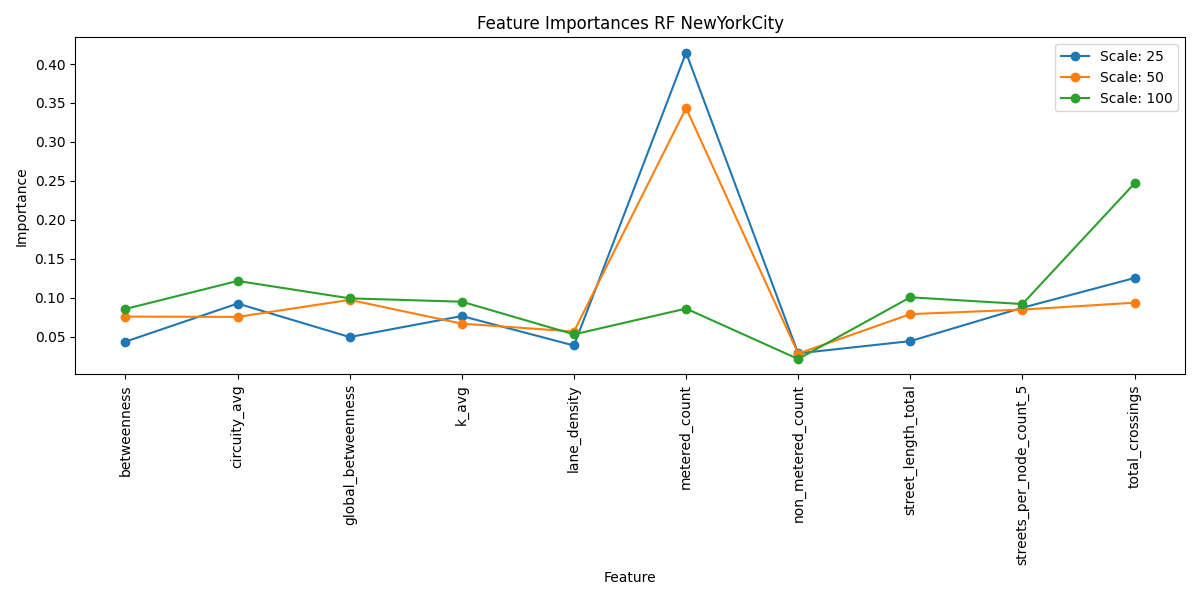 Feature Importances RF NewYorkCity
Importance
0.40
0.35
0.30
0.25
0.20
0.15
0.10
0.05
Scale: 25
Scale: 50
Scale: 100
betweenness
circuity_avg
global_betweenness
k_avg
lane_density
metered_count
non_metered_count
street_length_total
streets_per_node_count_5
total_crossings
Feature